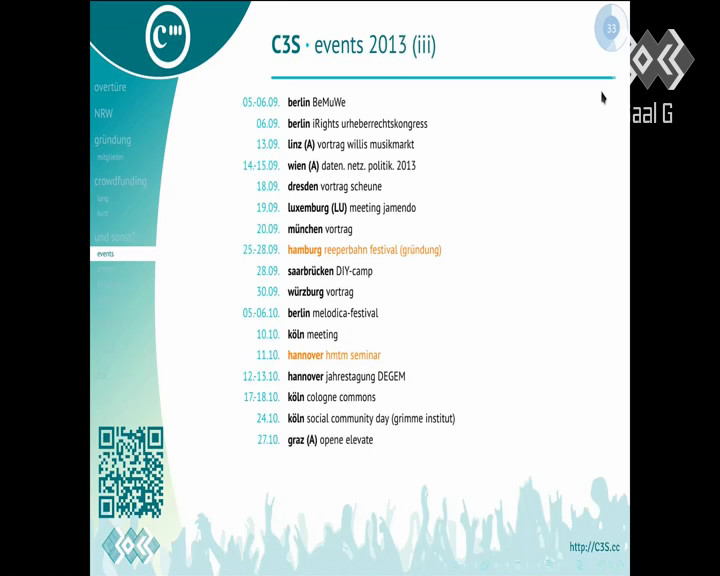 C3S · events 2013 (iii)
33
aal G
overtüre
NRW
gründung
mitglieder
crowdfunding
lang
kurz
und sonst?
events
05.-06.09. berlin BeMuWe
06.09. berlin iRights urheberrechtskongress
13.09. linz (A) vortrag willis musikmarkt
14.-15.09. wien (A) daten. netz. politik. 2013
18.09. dresden vortrag scheune
19.09. luxemburg (LU) meeting jamendo
20.09. münchen vortrag
25.-28.09. hamburg reeperbahn festival (gründung)
28.09. saarbrücken DIY-camp
30.09. würzburg vortrag
05.-06.10. berlin melodica-festival
10.10. köln meeting
11.10. hannover hmtm seminar
12.-13.10. hannover jahrestagung DEGEM
17.-18.10. köln cologne commons
24.10. köln social community day (grimme institut)
27.10. graz (A) opene elevate
http://C3S.cc